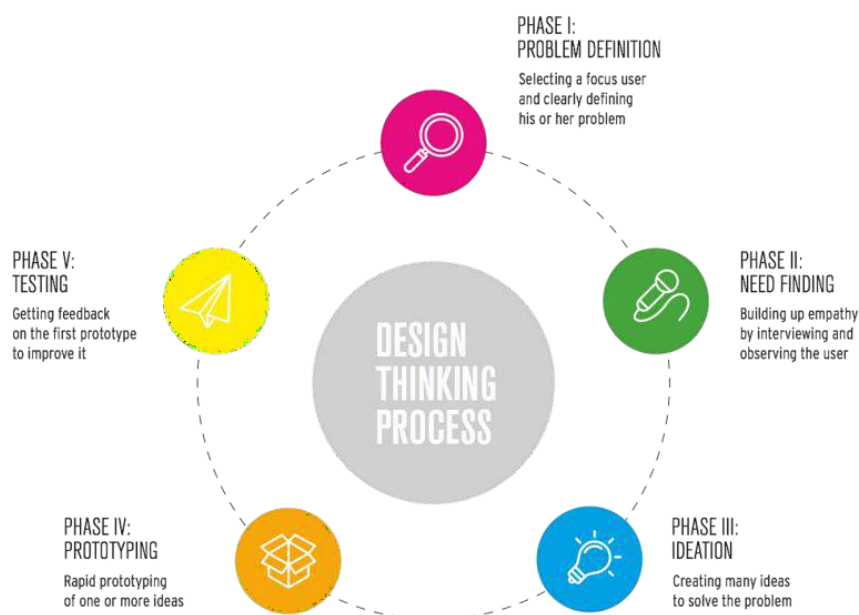 PHASE I:
PROBLEM DEFINITION
Selecting a focus user
and clearly defining
his or her problem
PHASE II:
NEED FINDING
Building up empathy
by interviewing and
observing the user
PHASE III:
IDEATION
Creating many ideas
to solve the problem
PHASE IV:
PROTOTYPING
Rapid prototyping
of one or more ideas
PHASE V:
TESTING
Getting feedback
on the first prototype
to improve it
DESIGN
THINKING
PROCESS